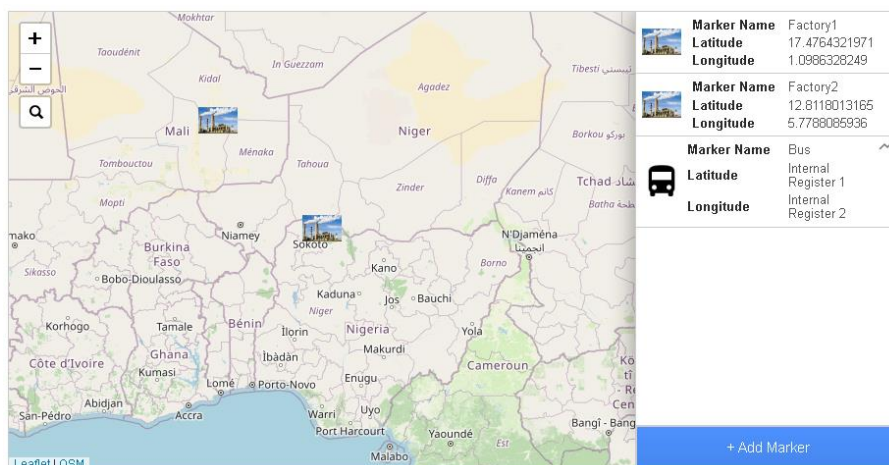 Mokhtar
+
−
Taoudénit
In Guezzam
Kidal
Tibesti تيبستي
الحوض الشرقي
Agadez
Mali
Niger
Borkou بوركو
Ménaka
Tombouctou
Tahoua
Zinder
Diffa
Kanem كانم
Tchad تشاد
Mopti
Batha البطحة
Niamey
Sokoto
N'Djaména
انجمينا
mako
Burkina
Faso
Kano
Borno
Sikasso
Bobo-Dioulasso
Kaduna
Jos
Bauchi
Niger
Korhogo
Tamale
Bénin
Ìlorin
Nigeria
Yola
Makurdi
Côte d'Ivoire
Ghana
Ìbàdàn
Cameroun
Kumasi
Enugu
Lomé
Porto-Novo
Abidjan
San-Pédro
Accra
Warri
Uyo
Port Harcourt
Yaoundé
Est
Bangî - Bang
Malabo
Leaflet | OSM
Marker Name Factory1
Latitude 17.4764321971
Longitude 1.0986328249
Marker Name Factory2
Latitude 12.8118013165
Longitude 5.7788085936
Marker Name Bus
Latitude Internal
Register 1
Longitude Internal
Register 2
+ Add Marker